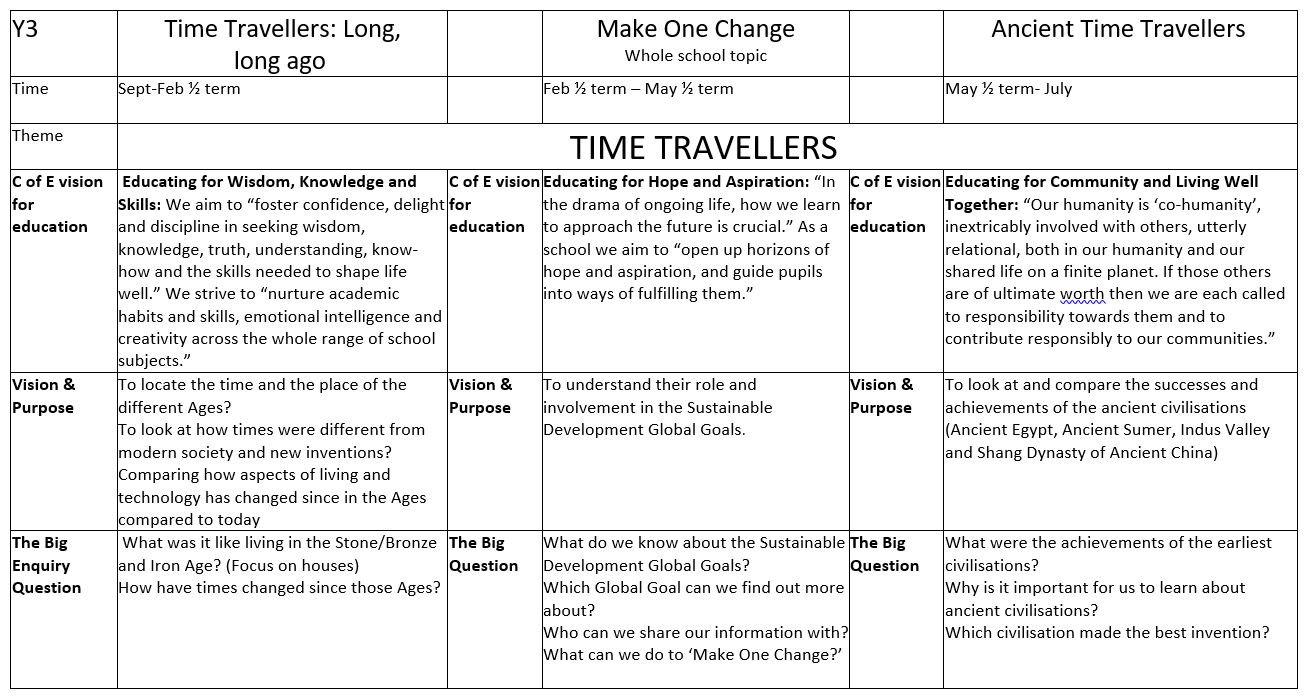 Y3
Time Travellers: Long,
long ago
Make One Change
Whole school topic
Ancient Time Travellers
Time
Sept-Feb ½ term
Feb ½ term – May ½ term
May ½ term- July
Theme
TIME TRAVELLERS
C of E vision
for
education
Educating for Wisdom, Knowledge and
Skills: We aim to “foster confidence, delight
and discipline in seeking wisdom,
knowledge, truth, understanding, know-
how and the skills needed to shape life
well.” We strive to “nurture academic
habits and skills, emotional intelligence and
creativity across the whole range of school
subjects.”
C of E vision
for
education
Educating for Hope and Aspiration: “In
the drama of ongoing life, how we learn
to approach the future is crucial.” As a
school we aim to “open up horizons of
hope and aspiration, and guide pupils
into ways of fulfilling them.”
C of E vision
for
education
Educating for Community and Living Well
Together: “Our humanity is ‘co-humanity’,
inextricably involved with others, utterly
relational, both in our humanity and our
shared life on a finite planet. If those others
are of ultimate worth then we are each called
to responsibility towards them and to
contribute responsibly to our communities.”
Vision &
Purpose
To locate the time and the place of the
different Ages?
To look at how times were different from
modern society and new inventions?
Comparing how aspects of living and
technology has changed since in the Ages
compared to today
Vision &
Purpose
To understand their role and
involvement in the Sustainable
Development Global Goals.
Vision &
Purpose
To look at and compare the successes and
achievements of the ancient civilisations
(Ancient Egypt, Ancient Sumer, Indus Valley
and Shang Dynasty of Ancient China)
The Big
Enquiry
Question
What was it like living in the Stone/Bronze
and Iron Age? (Focus on houses)
How have times changed since those Ages?
The Big
Question
What do we know about the Sustainable
Development Global Goals?
Which Global Goal can we find out more
about?
Who can we share our information with?
What can we do to ‘Make One Change?’
The Big
Question
What were the achievements of the earliest
civilisations?
Why is it important for us to learn about
ancient civilisations?
Which civilisation made the best invention?